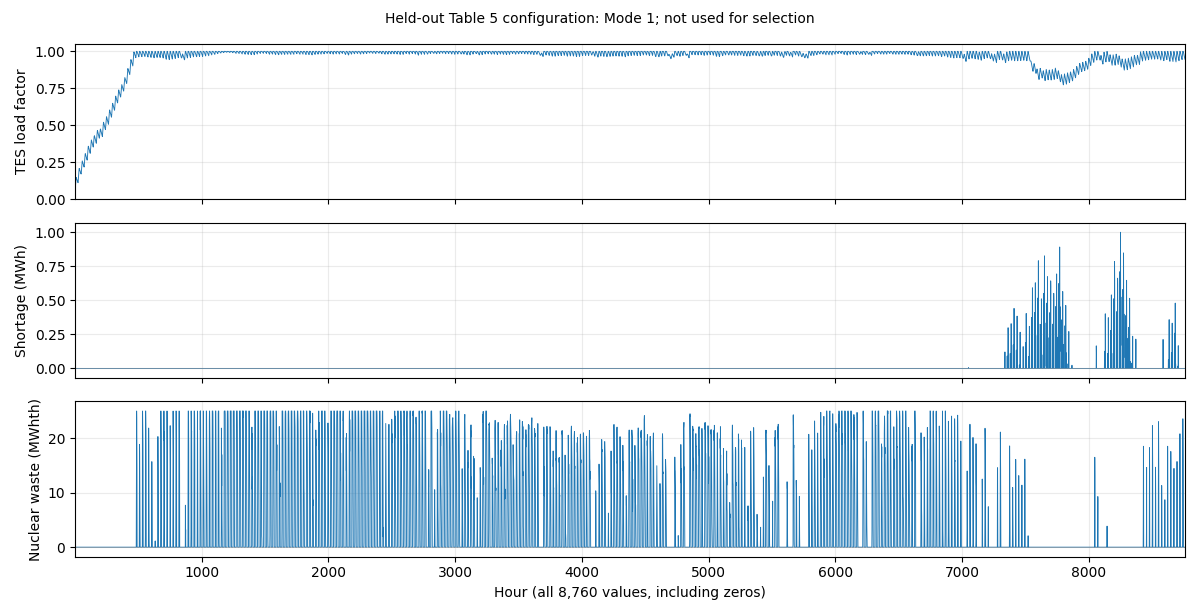 Held-out Table 5 configuration: Mode 1; not used for selection
TES load factor
1.00
0.75
0.50
0.25
0.00
Shortage (MWh)
1.00
0.75
0.50
0.25
0.00
Nuclear waste (MWhth)
20
10
0
1000 2000 3000 4000 5000 6000 7000 8000
Hour (all 8,760 values, including zeros)